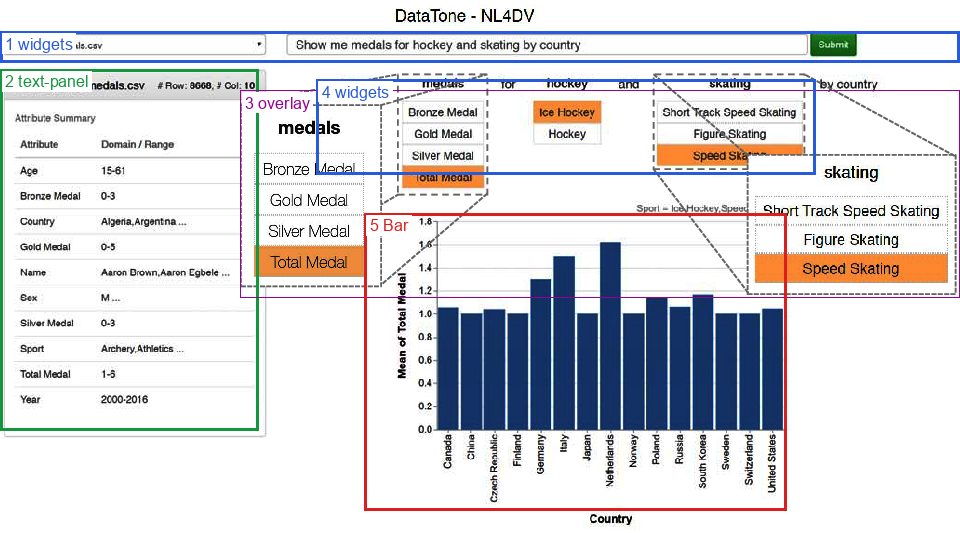 DataTone - NL4DV
1 widgets
ls.csv
Show me medals for hockey and skating by country
Submit
2 text-panel
medals.csv # Row: 8668, # Col: 10
Attribute Summary
Attribute Domain / Range
Age 15-61
Bronze Medal 0-3
Country Algeria,Argentina ...
Gold Medal 0-5
Name Aaron Brown,Aaron Egbele ...
Sex M ...
Silver Medal 0-3
Sport Archery,Athletics ...
Total Medal 1-6
Year 2000-2016
3 overlay
medals
Bronze Medal
Gold Medal
Silver Medal
Total Medal
4 widgets
medals for hockey and skating by country
Bronze Medal
Gold Medal
Silver Medal
Total Medal
Ice Hockey
Hockey
Short Track Speed Skating
Figure Skating
Speed Skating
skating
Short Track Speed Skating
Figure Skating
Speed Skating
Sport = Ice Hockey,Speed
5 Bar
Mean of Total Medal
1.8
1.6
1.4
1.2
1.0
0.8
0.6
0.4
0.2
0.0
Canada
China
Czech Republic
Finland
Germany
Italy
Japan
Netherlands
Norway
Poland
Russia
South Korea
Sweden
Switzerland
United States
Country